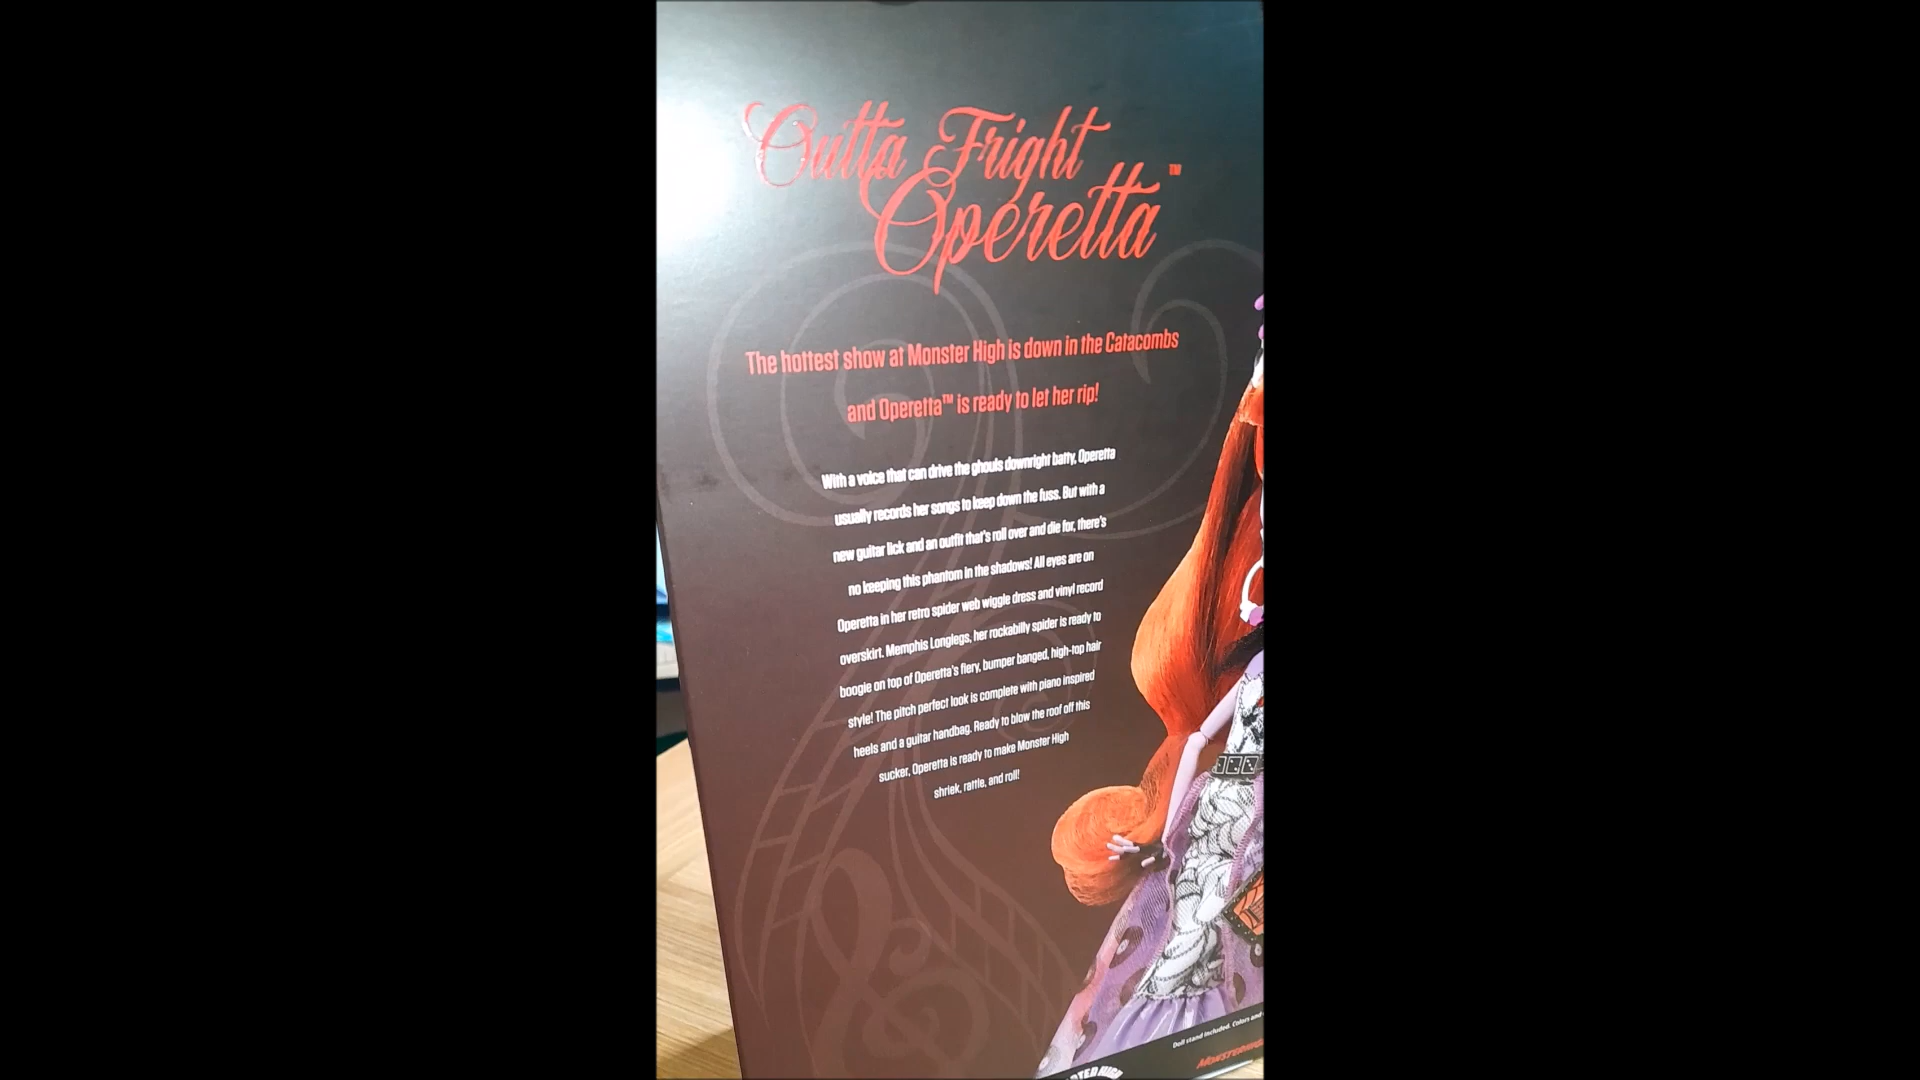 Outta Fright
Operetta™
The hottest show at Monster High is down in the Catacombs
and Operetta™ is ready to let her rip!
With a voice that can drive the ghouls downright batty, Operetta
usually records her songs to keep down the fuss. But with a
new guitar lick and an outfit that's roll over and die for, there's
no keeping this phantom in the shadows! All eyes are on
Operetta in her retro spider web wiggle dress and vinyl record
overskirt. Memphis Longlegs, her rockabilly spider is ready to
boogie on top of Operetta's fiery, bumper banged, high-top hair
style! The pitch perfect look is complete with piano inspired
heels and a guitar handbag. Ready to blow the roof off this
sucker, Operetta is ready to make Monster High
shriek, rattle, and roll!
Doll stand included. Colors and